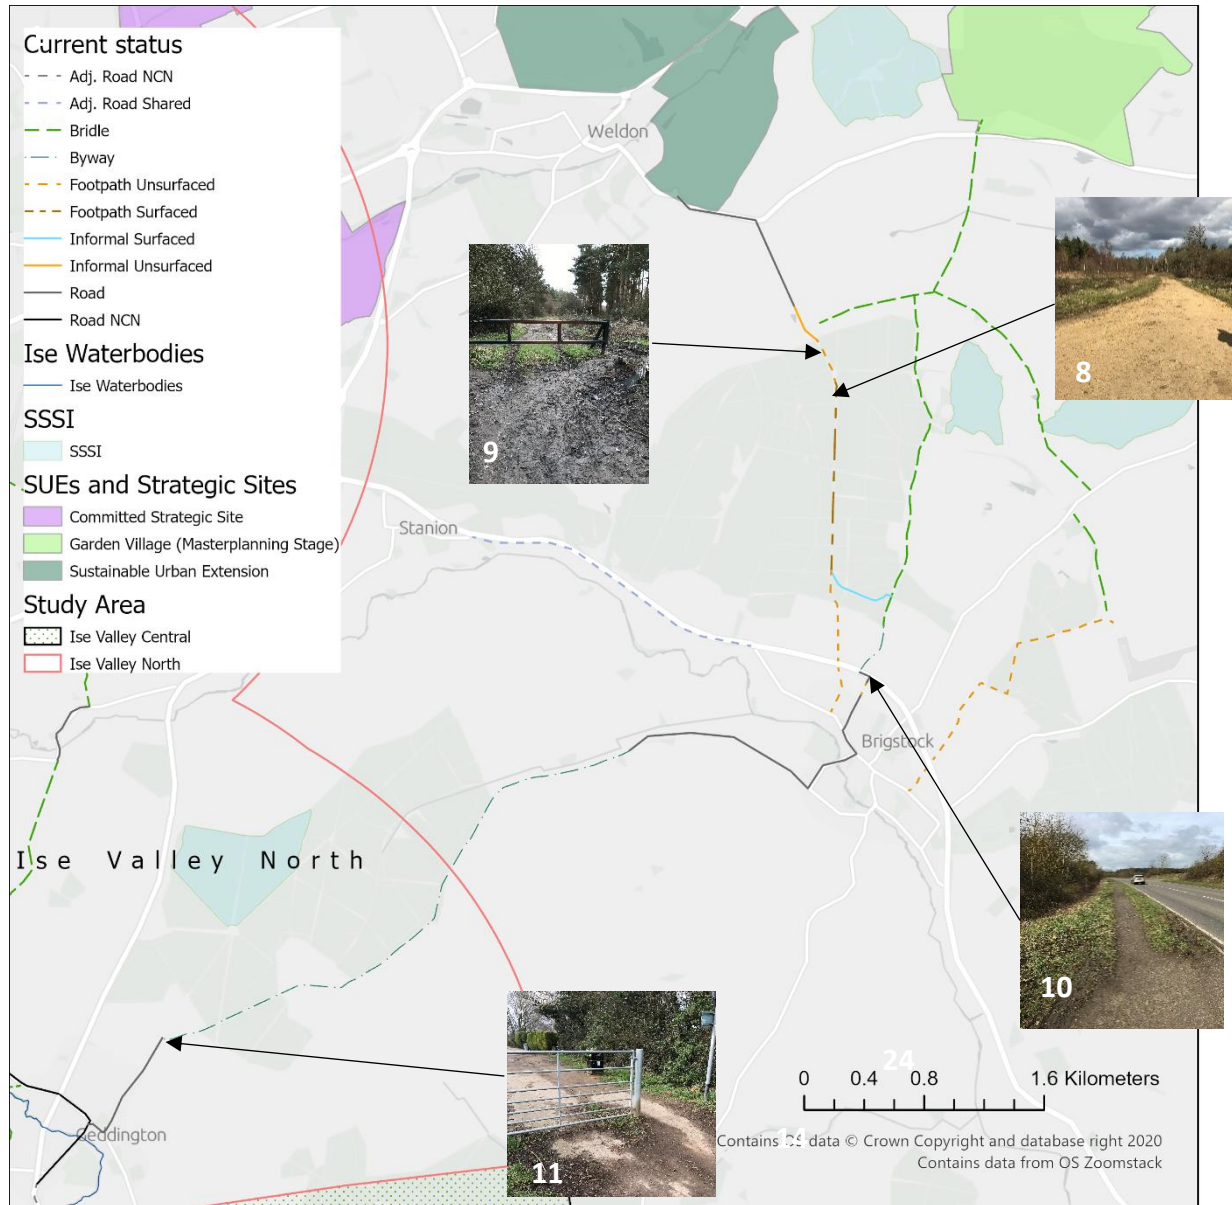 Current status
Adj. Road NCN
Adj. Road Shared
Bridle
Byway
Footpath Unsurfaced
Footpath Surfaced
Informal Surfaced
Informal Unsurfaced
Road
Road NCN
Ise Waterbodies
Ise Waterbodies
SSSI
SSSI
SUEs and Strategic Sites
Committed Strategic Site
Garden Village (Masterplanning Stage)
Sustainable Urban Extension
Study Area
Ise Valley Central
Ise Valley North
Weldon
8
9
Stanion
Brigstock
Ise Valley North
10
11
Geddington
24
0 0.4 0.8 1.6 Kilometers
14
Contains data © Crown Copyright and database right 2020
Contains data from OS Zoomstack